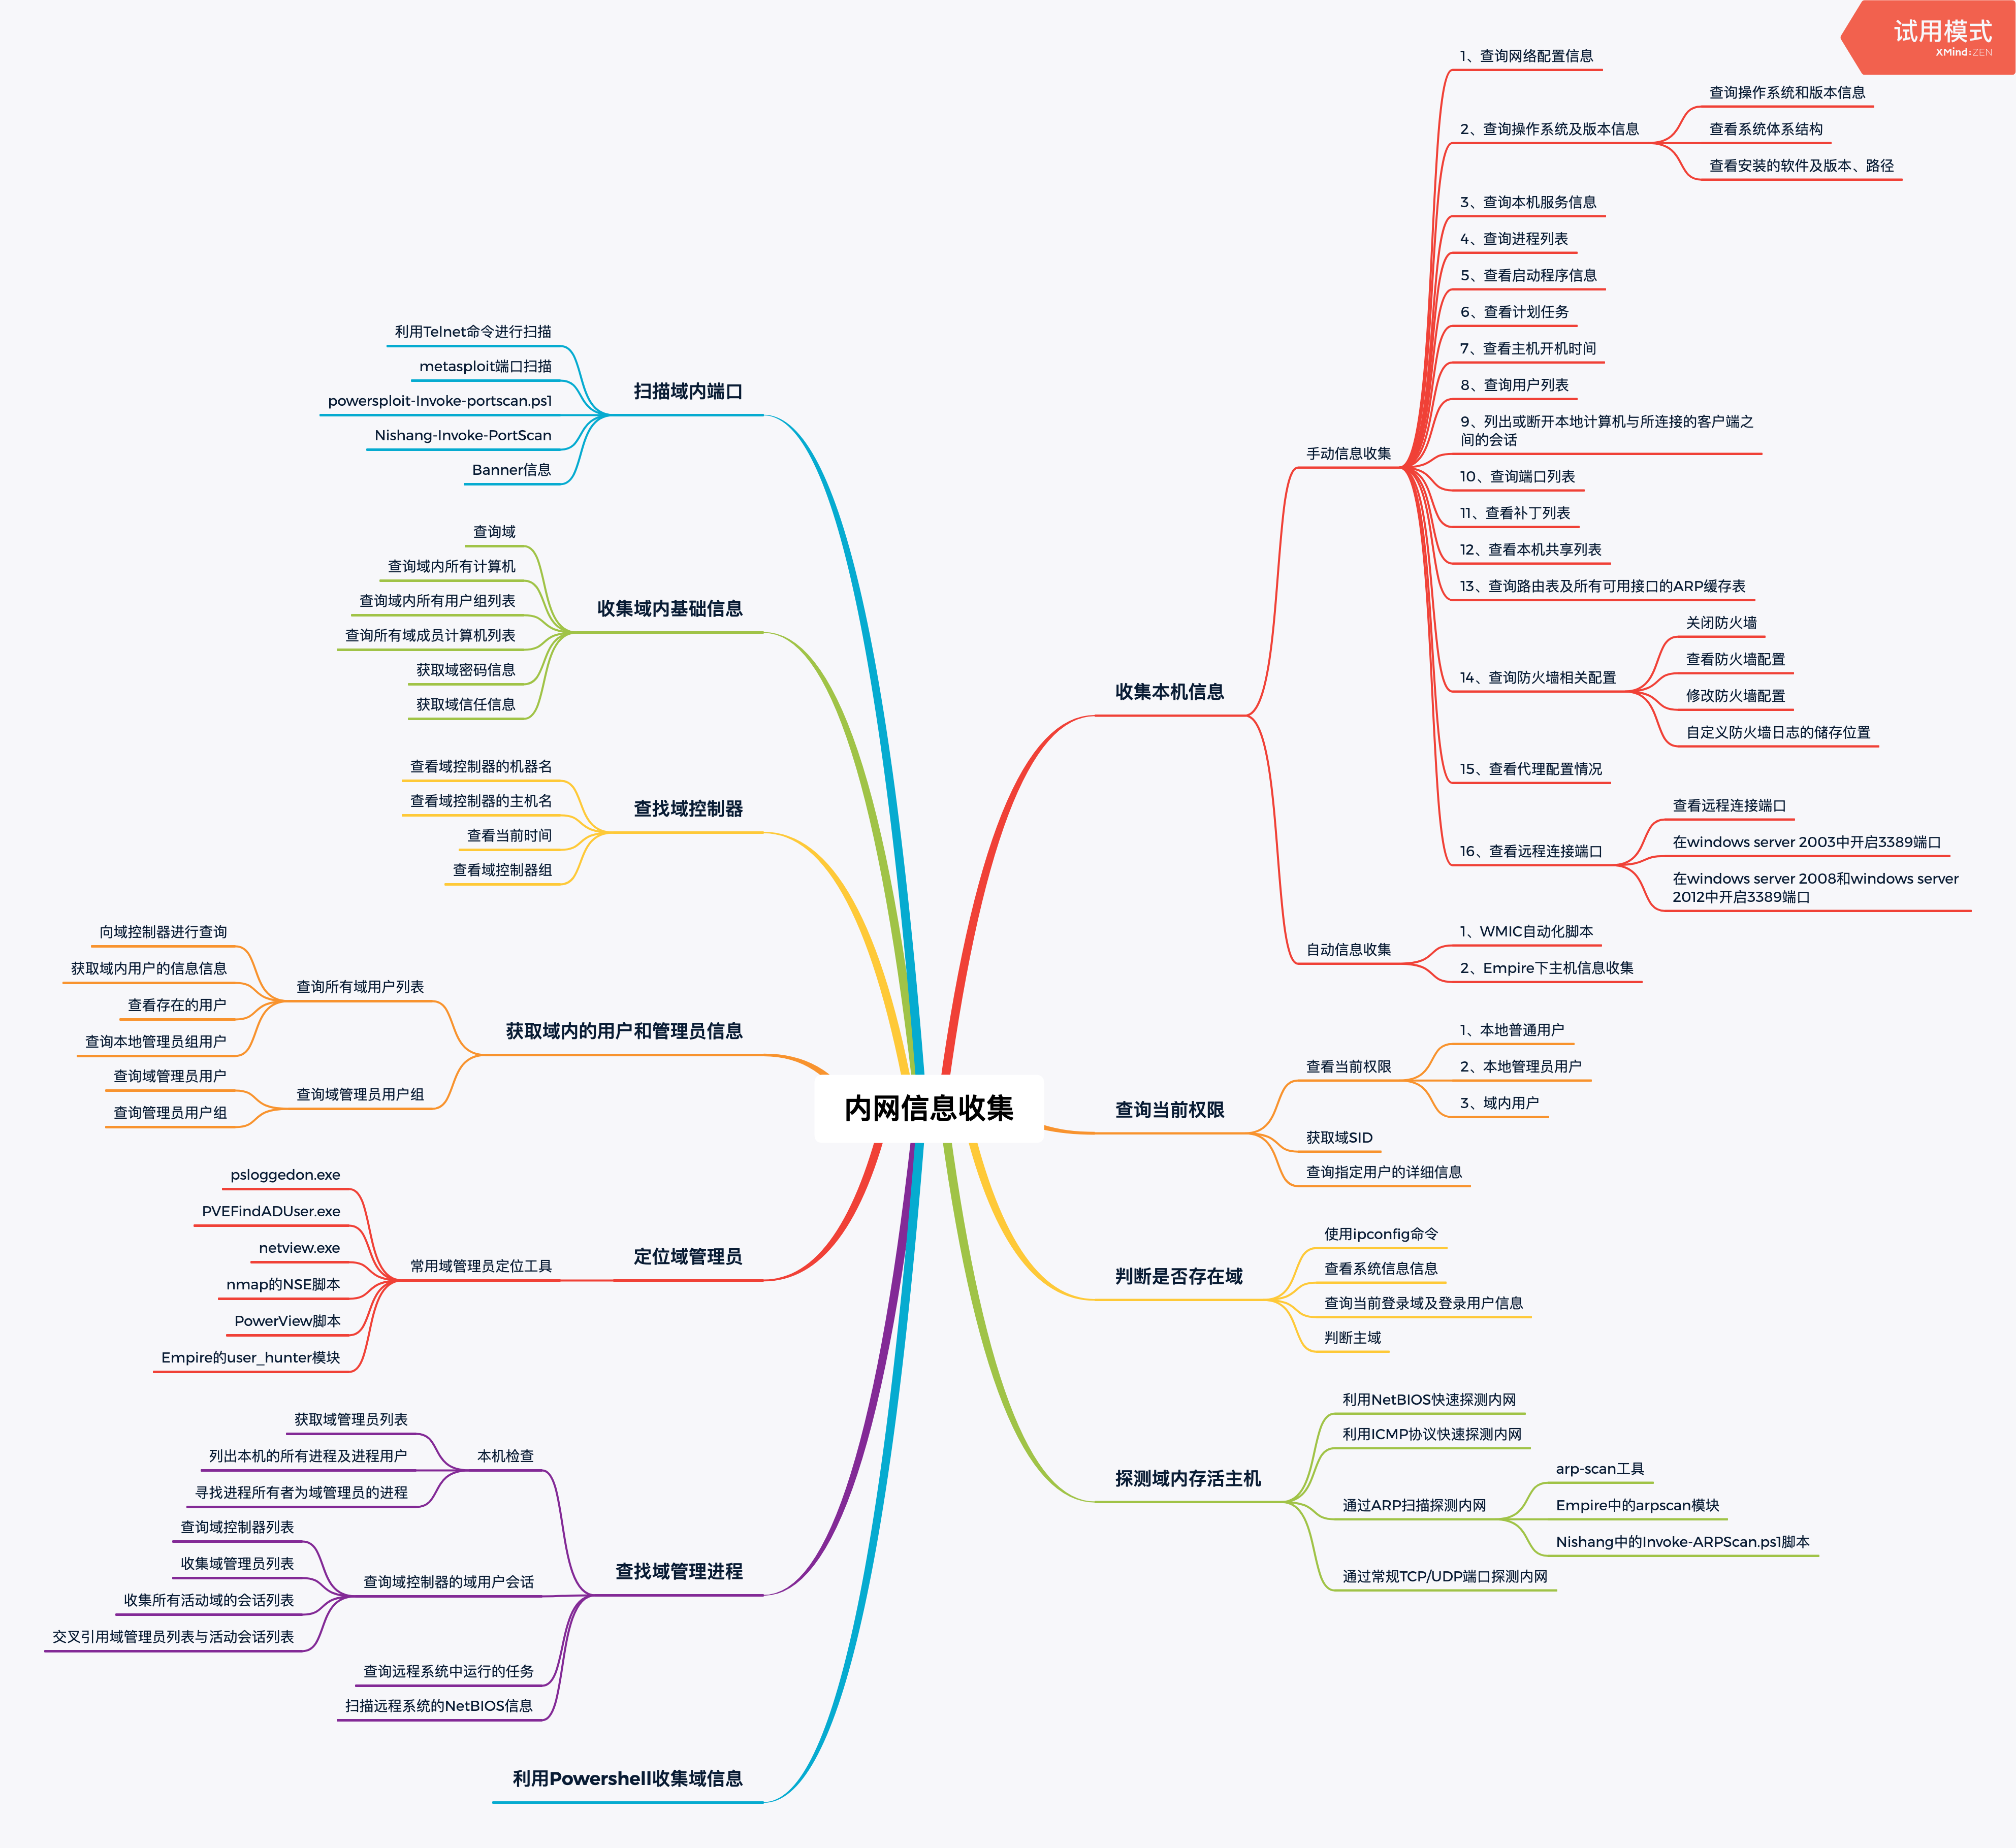 试用模式
XMind:ZEN
内网信息收集
收集本机信息
手动信息收集
1、查询网络配置信息
2、查询操作系统及版本信息
查询操作系统和版本信息
查看系统体系结构
查看安装的软件及版本、路径
3、查询本机服务信息
4、查询进程列表
5、查看启动程序信息
6、查看计划任务
7、查看主机开机时间
8、查询用户列表
9、列出或断开本地计算机与所连接的客户端之
间的会话
10、查询端口列表
11、查看补丁列表
12、查看本机共享列表
13、查询路由表及所有可用接口的ARP缓存表
14、查询防火墙相关配置
关闭防火墙
查看防火墙配置
修改防火墙配置
自定义防火墙日志的储存位置
15、查看代理配置情况
16、查看远程连接端口
查看远程连接端口
在windows server 2003中开启3389端口
在windows server 2008和windows server
2012中开启3389端口
自动信息收集
1、WMIC自动化脚本
2、Empire下主机信息收集
查询当前权限
查看当前权限
1、本地普通用户
2、本地管理员用户
3、域内用户
获取域SID
查询指定用户的详细信息
判断是否存在域
使用ipconfig命令
查看系统信息信息
查询当前登录域及登录用户信息
判断主域
探测域内存活主机
利用NetBIOS快速探测内网
利用ICMP协议快速探测内网
通过ARP扫描探测内网
arp-scan工具
Empire中的arpscan模块
Nishang中的Invoke-ARPScan.ps1脚本
通过常规TCP/UDP端口探测内网
扫描域内端口
利用Telnet命令进行扫描
metasploit端口扫描
powersploit-Invoke-portscan.ps1
Nishang-Invoke-PortScan
Banner信息
收集域内基础信息
查询域
查询域内所有计算机
查询域内所有用户组列表
查询所有域成员计算机列表
获取域密码信息
获取域信任信息
查找域控制器
查看域控制器的机器名
查看域控制器的主机名
查看当前时间
查看域控制器组
获取域内的用户和管理员信息
查询所有域用户列表
向域控制器进行查询
获取域内用户的信息信息
查看存在的用户
查询本地管理员组用户
查询域管理员用户组
查询域管理员用户
查询管理员用户组
定位域管理员
常用域管理员定位工具
psloggedon.exe
PVEFindADUser.exe
netview.exe
nmap的NSE脚本
PowerView脚本
Empire的user_hunter模块
查找域管理进程
本机检查
获取域管理员列表
列出本机的所有进程及进程用户
寻找进程所有者为域管理员的进程
查询域控制器的域用户会话
查询域控制器列表
收集域管理员列表
收集所有活动域的会话列表
交叉引用域管理员列表与活动会话列表
查询远程系统中运行的任务
扫描远程系统的NetBIOS信息
利用Powershell收集域信息